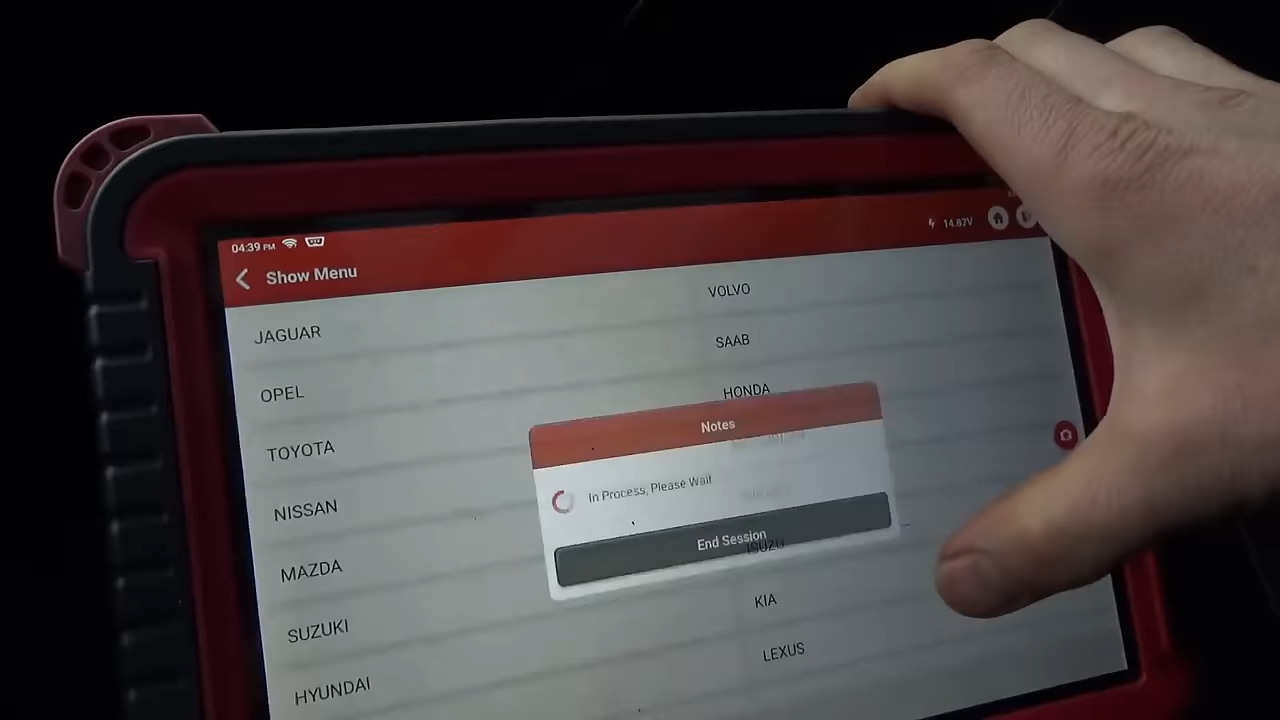 04:39 PM
14.83V
Show Menu
JAGUAR
VOLVO
OPEL
SAAB
TOYOTA
HONDA
NISSAN
MAZDA
ISUZU
SUZUKI
KIA
HYUNDAI
LEXUS
Notes
In Process, Please Wait
End Session